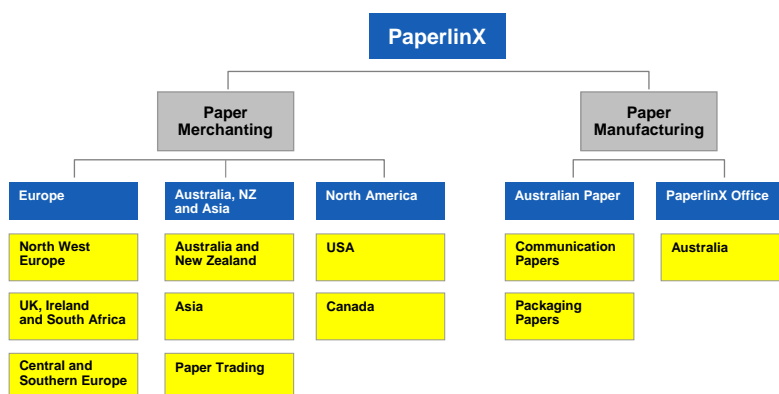 PaperlinX
Paper
Merchanting
Paper
Manufacturing
Europe
Australia, NZ
and Asia
North America
Australian Paper
PaperlinX Office
North West
Europe
Australia and
New Zealand
USA
Communication
Papers
Australia
UK, Ireland
and South Africa
Asia
Canada
Packaging
Papers
Central and
Southern Europe
Paper Trading